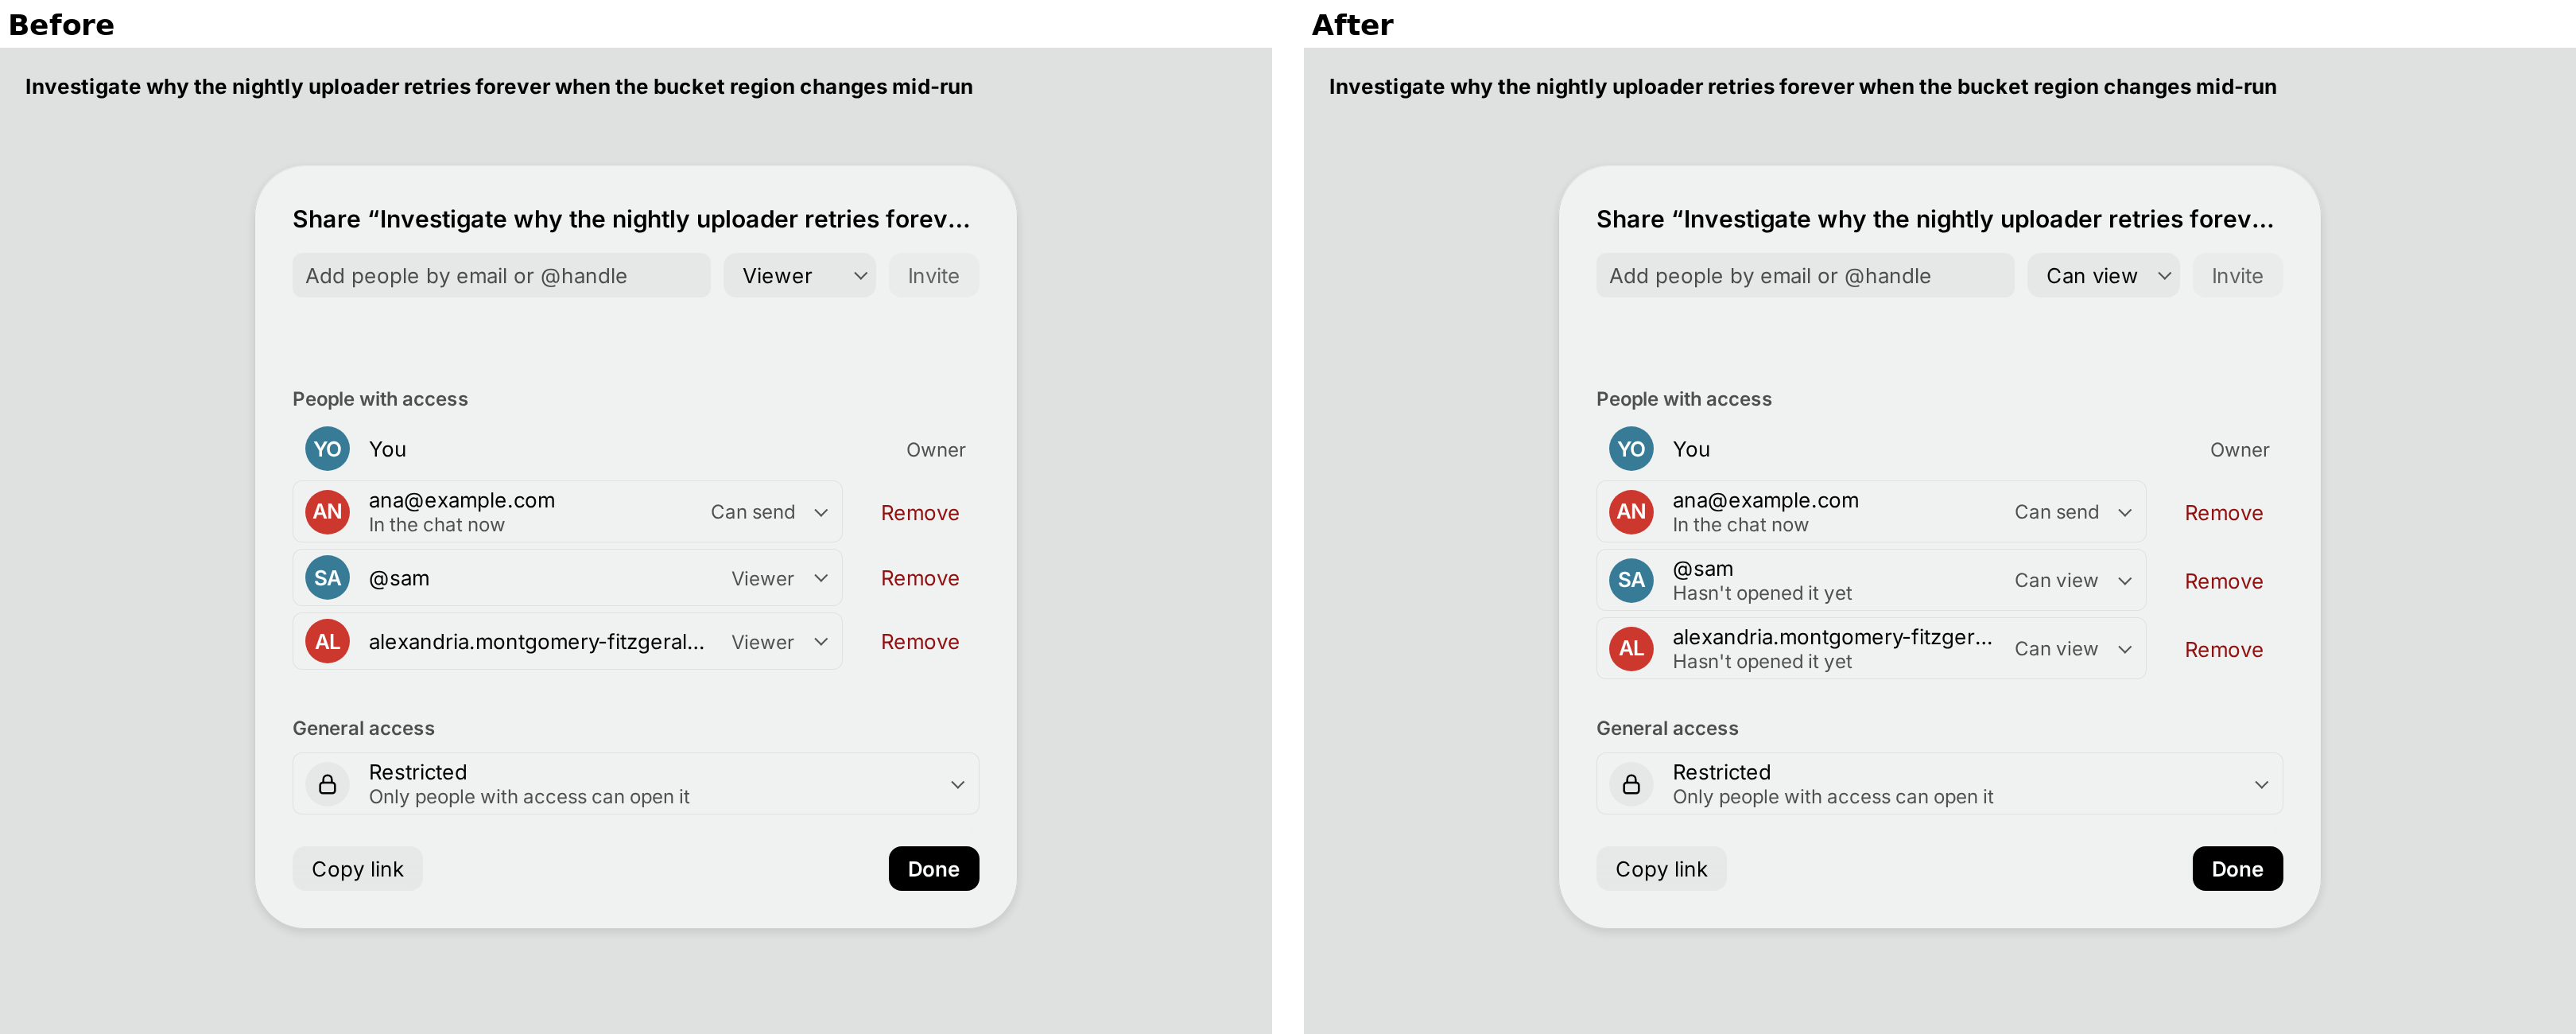 Before
Investigate why the nightly uploader retries forever when the bucket region changes mid-run
Share “Investigate why the nightly uploader retries forev...
Add people by email or @handle
Viewer
Invite
People with access
YO
You
Owner
AN
ana@example.com
In the chat now
Can send
Remove
SA
@sam
Viewer
Remove
AL
alexandria.montgomery-fitzgeral...
Viewer
Remove
General access
Restricted
Only people with access can open it
Copy link
Done
After
Investigate why the nightly uploader retries forever when the bucket region changes mid-run
Share “Investigate why the nightly uploader retries forev...
Add people by email or @handle
Can view
Invite
People with access
YO
You
Owner
AN
ana@example.com
In the chat now
Can send
Remove
SA
@sam
Hasn't opened it yet
Can view
Remove
AL
alexandria.montgomery-fitzger...
Hasn't opened it yet
Can view
Remove
General access
Restricted
Only people with access can open it
Copy link
Done